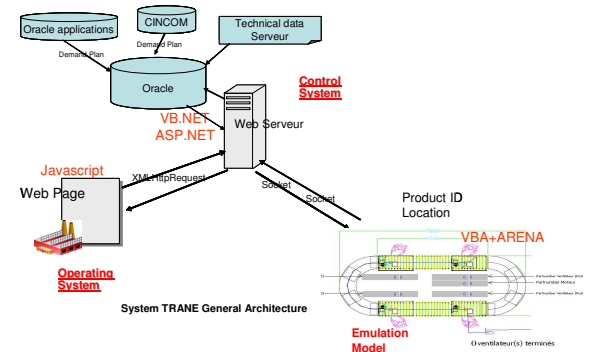 Oracle applications
CINCOM
Technical data
Serveur
Demand Plan
Demand Plan
Oracle
Control
System
VB.NET
ASP.NET
Web Serveur
Javascript
XMLHttpRequest
Web Page
Socket
Socket
Product ID
Location
VBA+ARENA
Operating
System
System TRANE General Architecture
Partnumber Moteur
Emulation
Model
0 ventilateur(s) terminés